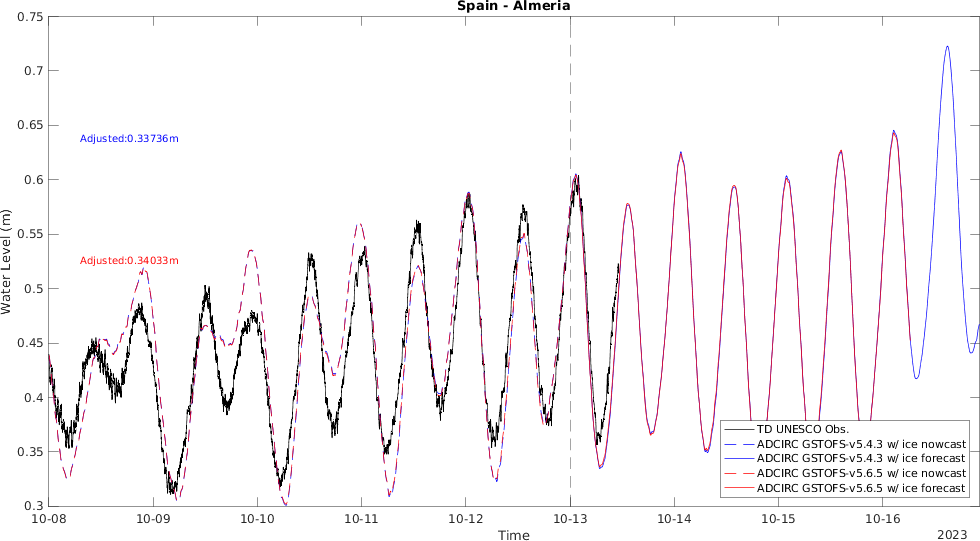 Spain - Almeria
0.75
0.7
0.65
0.6
0.55
0.5
0.45
0.4
0.35
0.3
Water Level (m)
Adjusted:0.33736m
Adjusted:0.34033m
TD UNESCO Obs.
ADCIRC GSTOFS-v5.4.3 w/ ice nowcast
ADCIRC GSTOFS-v5.4.3 w/ ice forecast
ADCIRC GSTOFS-v5.6.5 w/ ice nowcast
ADCIRC GSTOFS-v5.6.5 w/ ice forecast
10-08 10-09 10-10 10-11 10-12 10-13 10-14 10-15 10-16
Time
2023